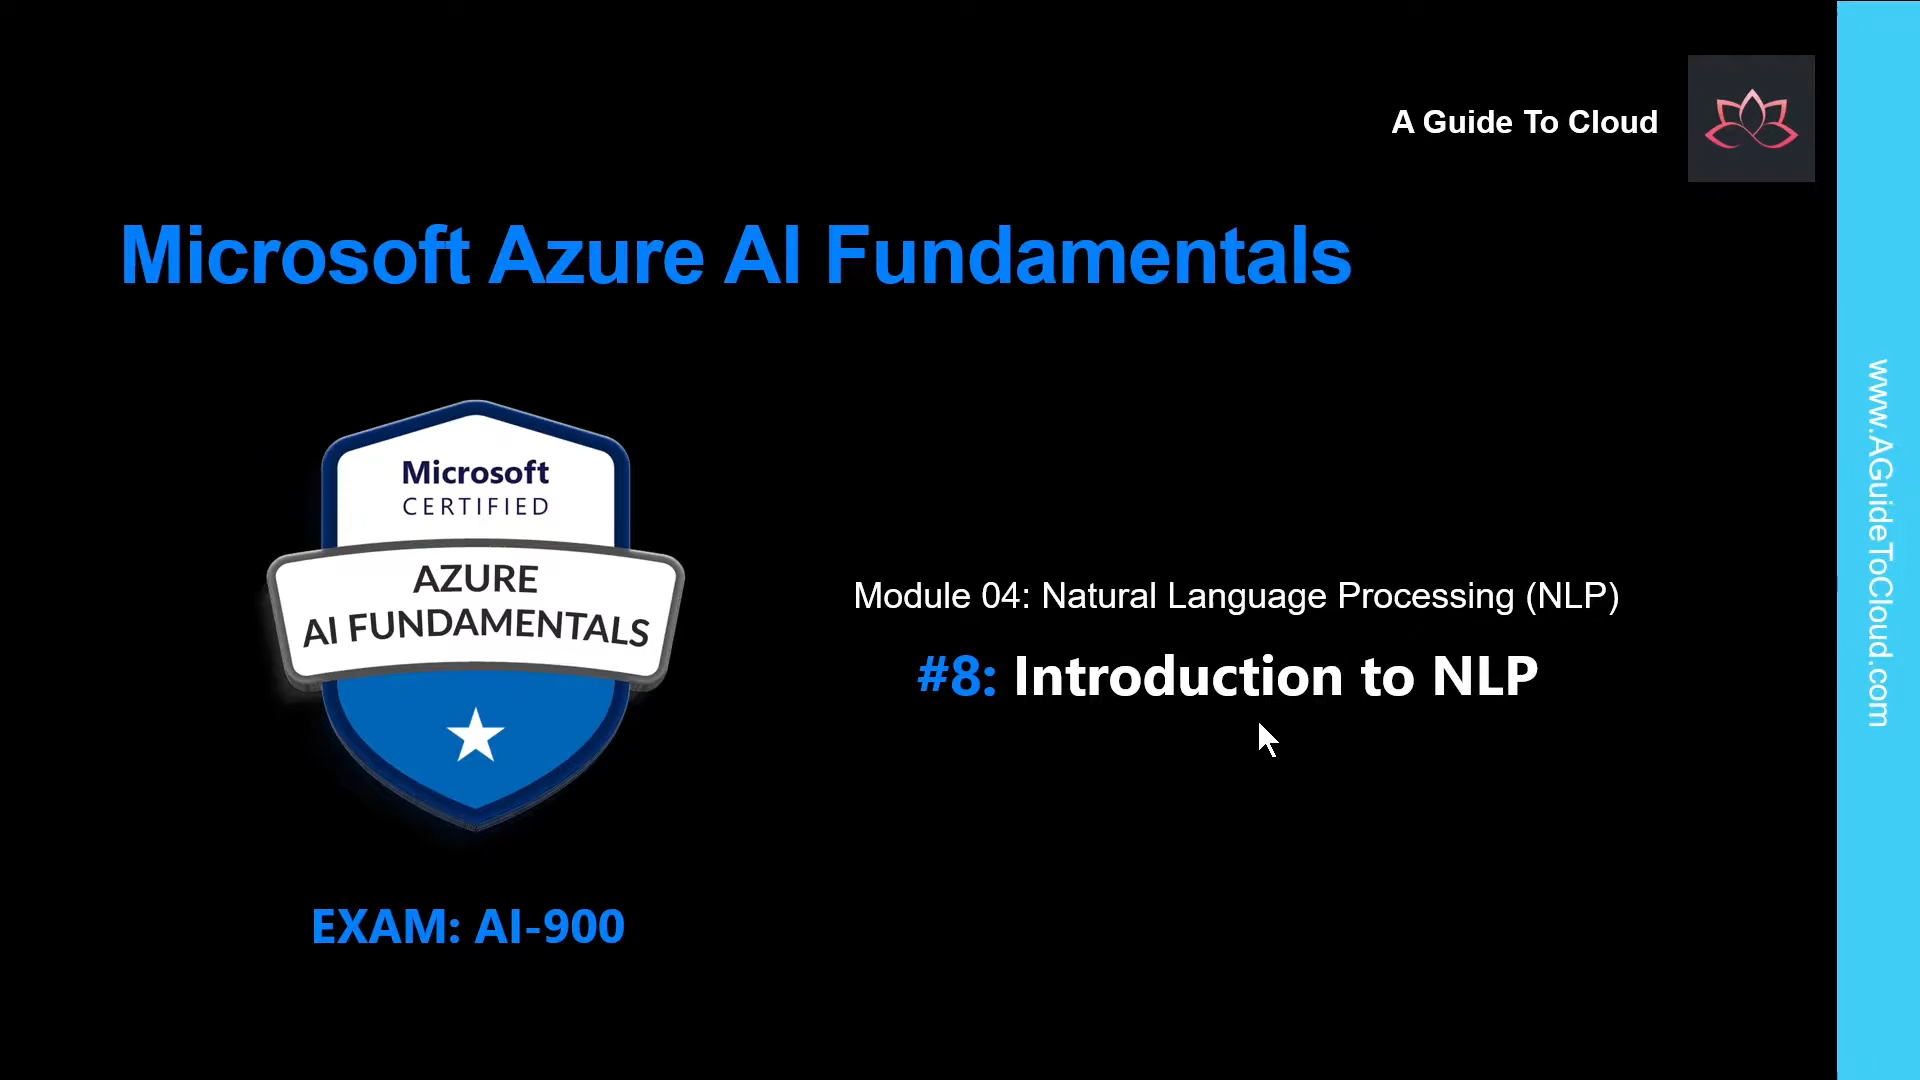 A Guide To Cloud
Microsoft Azure AI Fundamentals
Microsoft
CERTIFIED
AZURE
AI FUNDAMENTALS
Module 04: Natural Language Processing (NLP)
#8: Introduction to NLP
EXAM: AI-900
www.AGuideToCloud.com